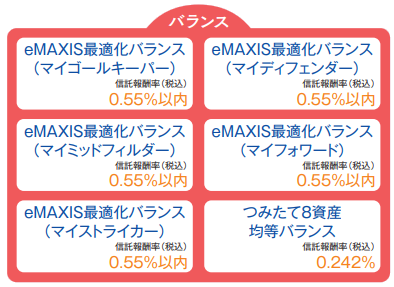 バランス
eMAXIS最適化バランス
（マイゴールキーパー）
信託報酬率（税込）
0.55%以内
eMAXIS最適化バランス
（マイディフェンダー）
信託報酬率（税込）
0.55%以内
eMAXIS最適化バランス
（マイミッドフィルダー）
信託報酬率（税込）
0.55%以内
eMAXIS最適化バランス
（マイフォワード）
信託報酬率（税込）
0.55%以内
eMAXIS最適化バランス
（マイストライカー）
信託報酬率（税込）
0.55%以内
つみたて8資産
均等バランス
信託報酬率（税込）
0.242%